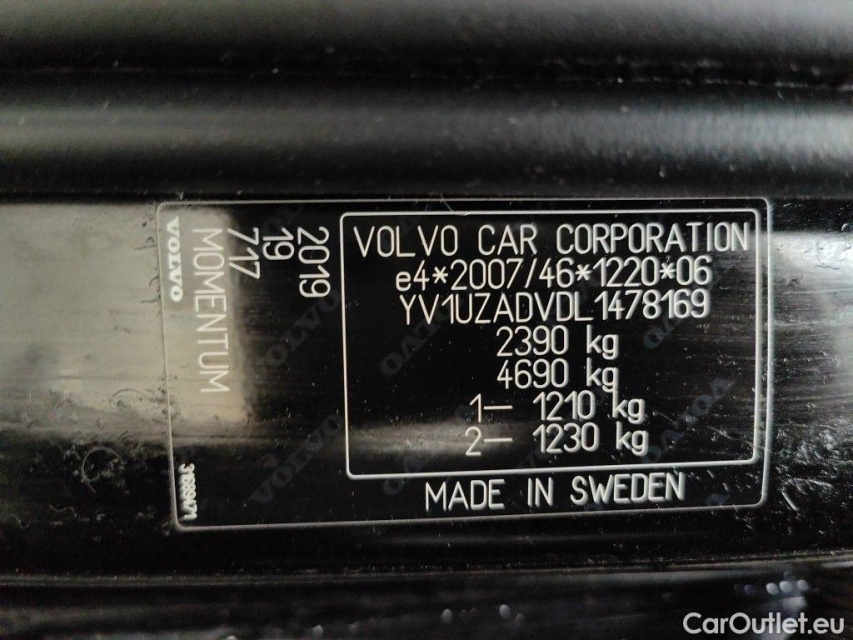 VOLVO CAR CORPORATION
e4*2007/46*1220*06
YV1UZADVDL1478169
2390 kg
4690 kg
1– 1210 kg
2– 1230 kg
MADE IN SWEDEN
2019
19
717
MOMENTUM
VOLVO
CarOutlet.eu